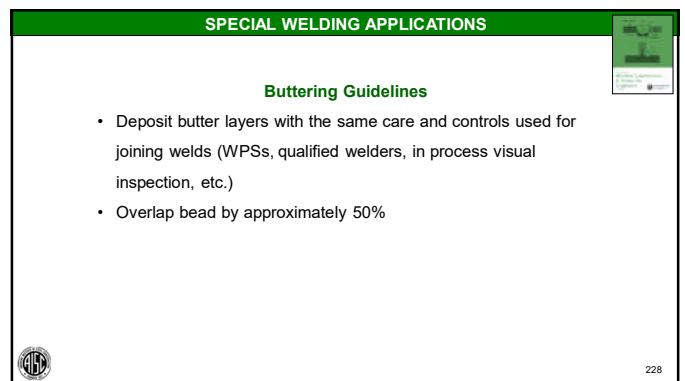 SPECIAL WELDING APPLICATIONS
Buttering Guidelines
• Deposit butter layers with the same care and controls used for
joining welds (WPSs, qualified welders, in process visual
inspection, etc.)
• Overlap bead by approximately 50%
AISC
228